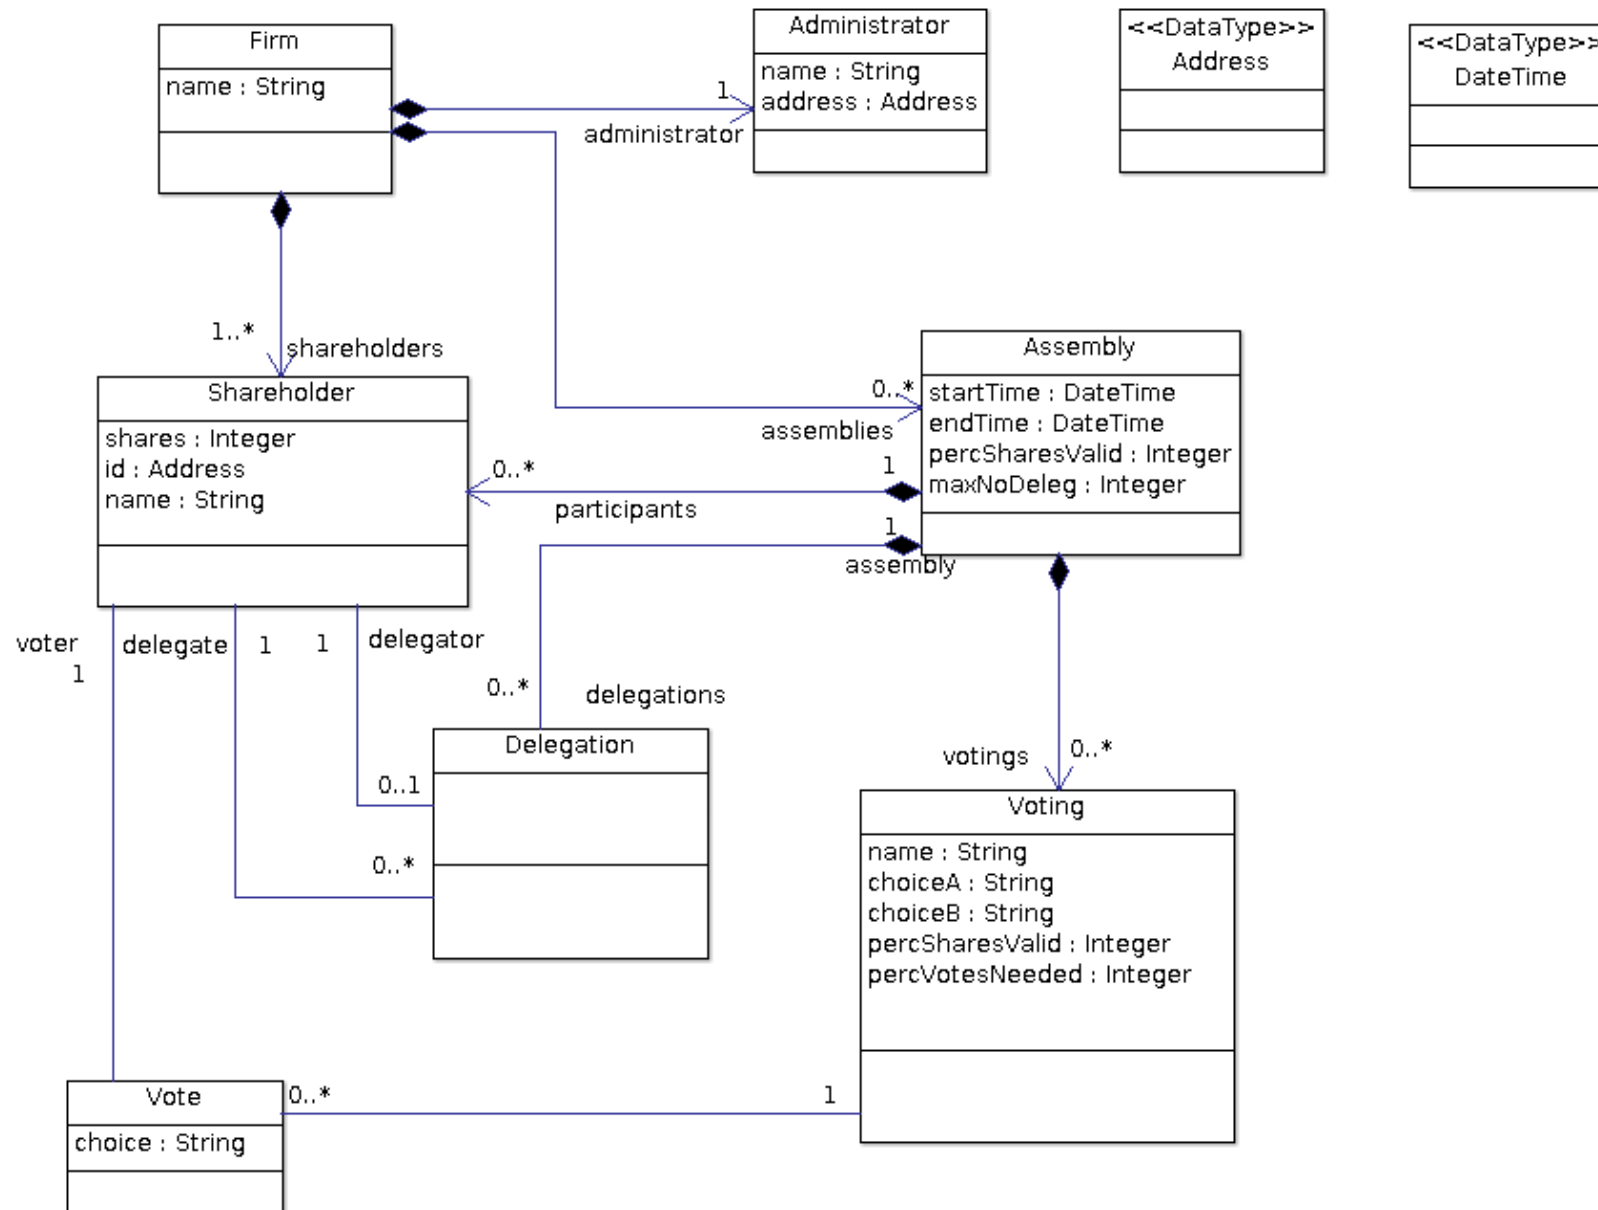 Firm
name : String
Administrator
name : String
address : Address
<<DataType>>
Address
<<DataType>>
DateTime
1
administrator
1..*
shareholders
Shareholder
shares : Integer
id : Address
name : String
0..*
assemblies
Assembly
startTime : DateTime
endTime : DateTime
percSharesValid : Integer
maxNoDeleg : Integer
0..*
participants
1
1
assembly
voter
1
delegate
1
1
delegator
0..*
delegations
Delegation
0..1
0..*
votings
0..*
Voting
name : String
choiceA : String
choiceB : String
percSharesValid : Integer
percVotesNeeded : Integer
Vote
choice : String
0..*
1